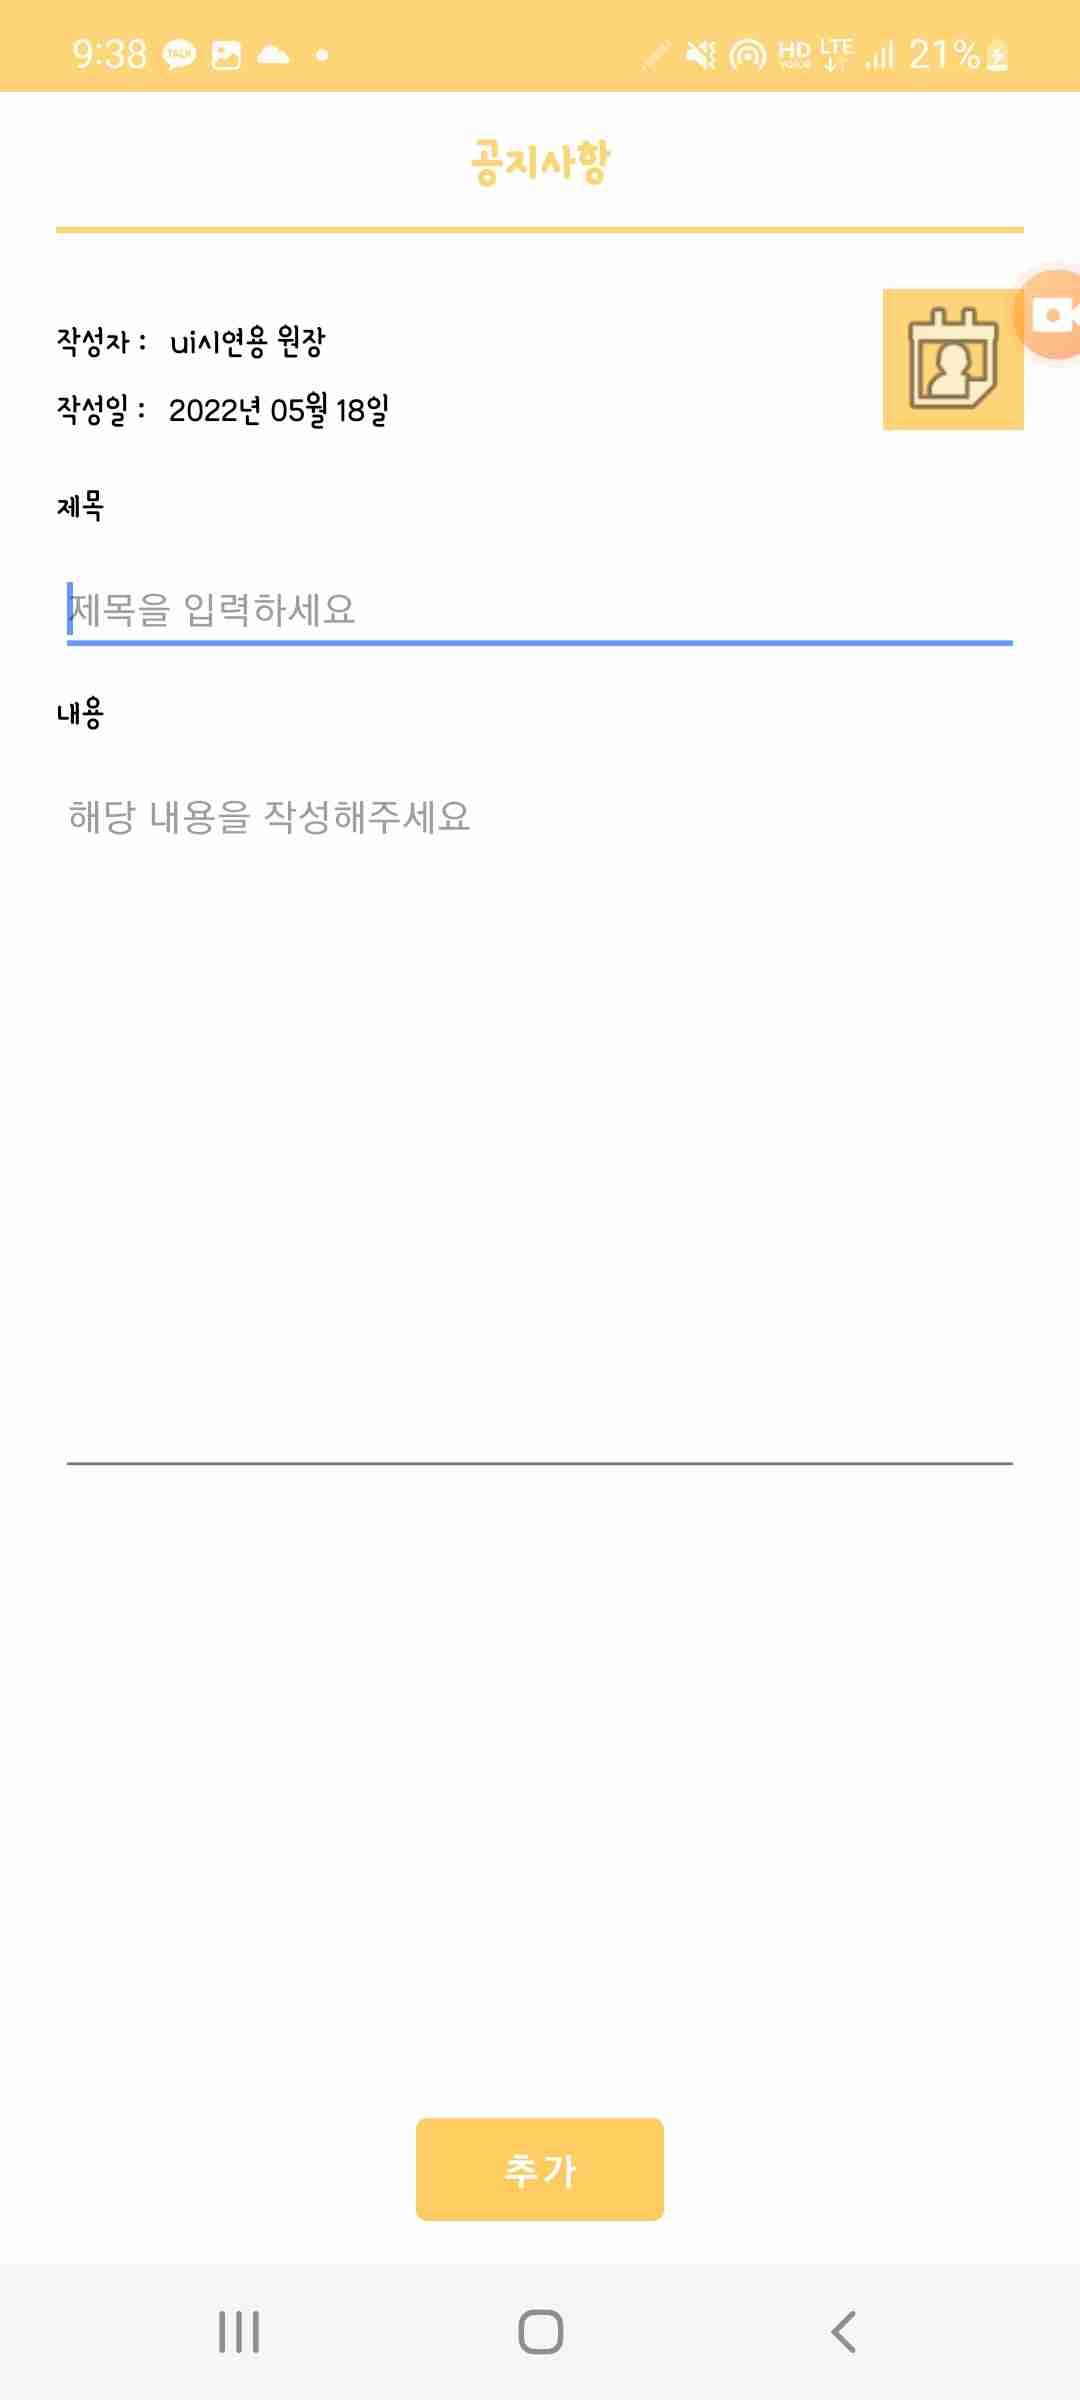 9:38 TALK HD LTE 21%
공지사항
작성자 : ui시연용 원장
작성일 : 2022년 05월 18일
제목
제목을 입력하세요
내용
해당 내용을 작성해주세요
추가